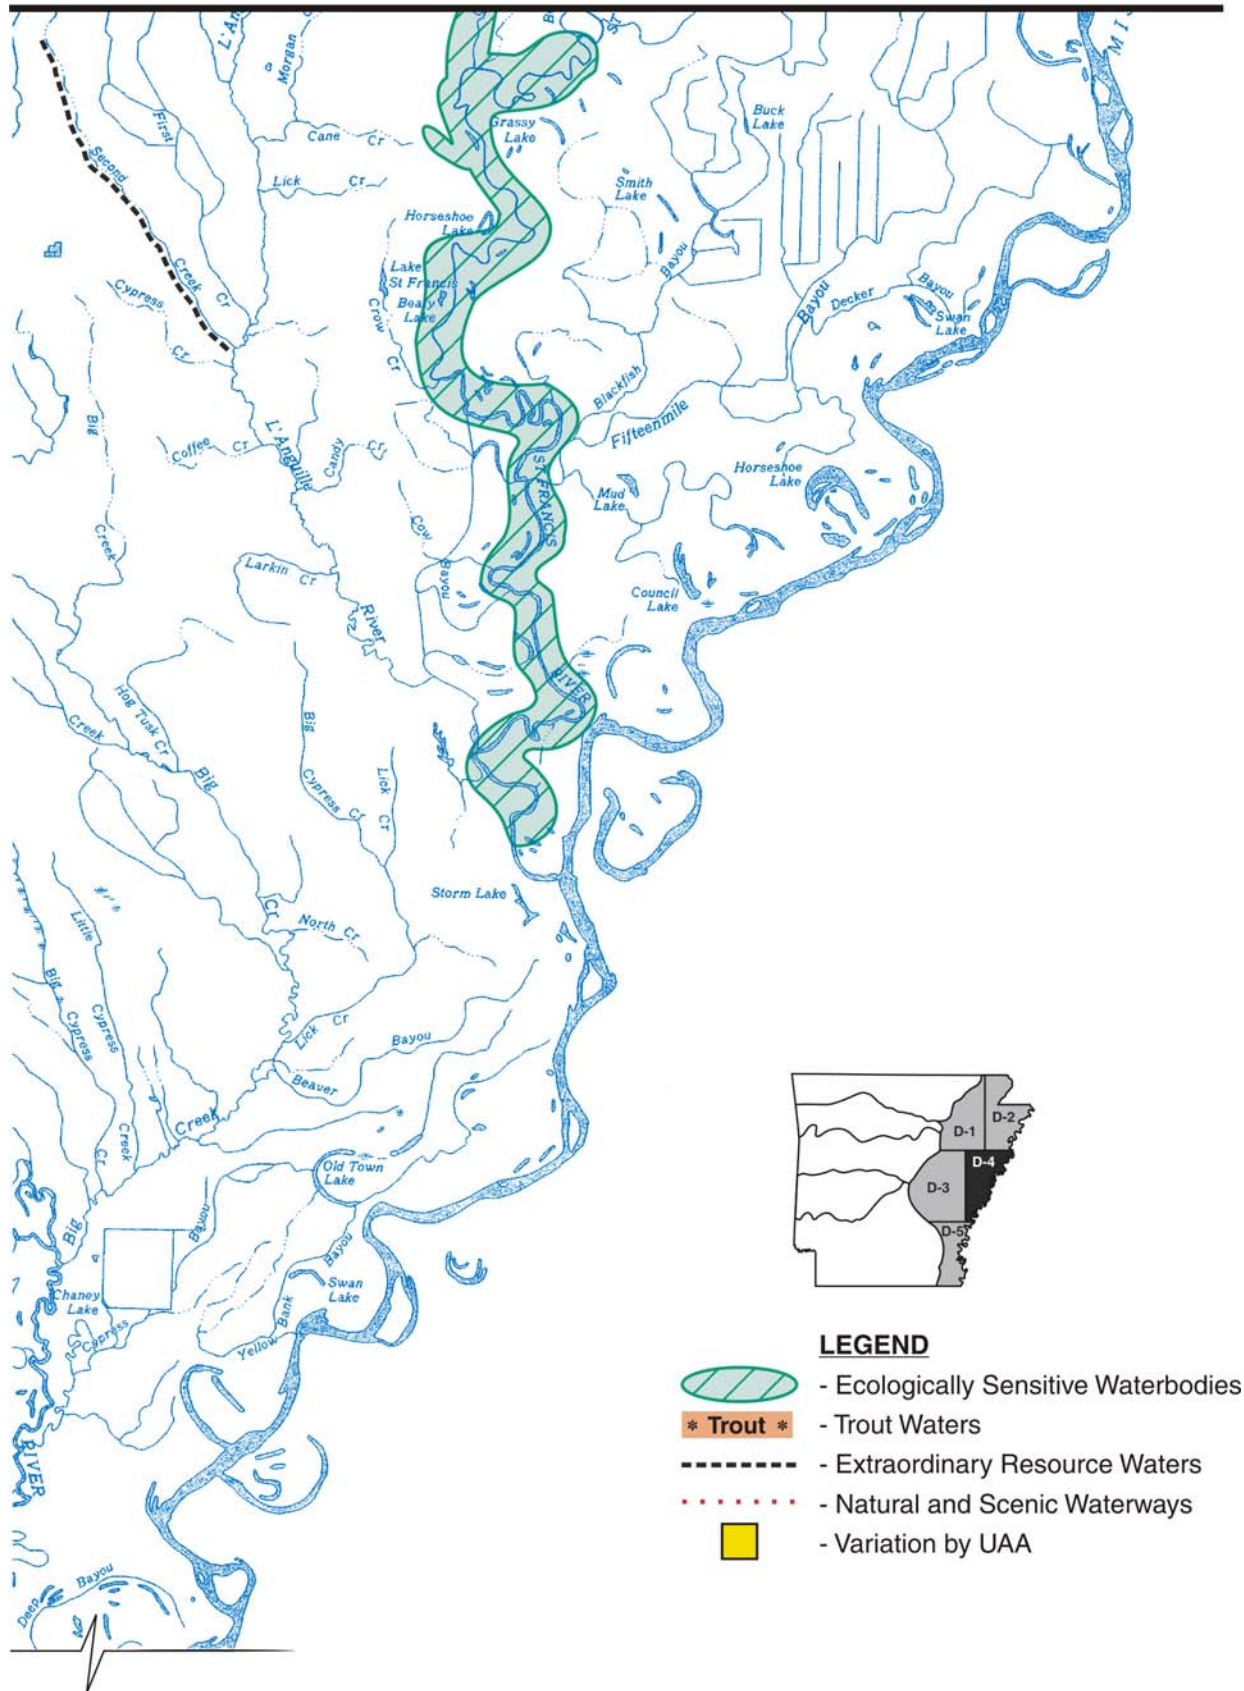 L'An
Morgan
B
St
MIS
First
Second
Creek
Cr
Cane Cr
Lick Cr
Grassy
Lake
Buck
Lake
Smith
Lake
Horseshoe
Lake
Lake
St Francis
Beary
Lake
Crow
Cr
Bayou
Bayou
Decker
Bayou
Swan
Lake
Cypress
Cr
Big
Creek
Coffee Cr
L'Anguille
River
Candy Cr
Blackfish
Fifteenmile
Horseshoe
Lake
Mud
Lake
ST FRANCIS
RIVER
Cow
Bayou
Larkin Cr
Council
Lake
Hog Tusk Cr
Creek
Big
Cr
Big
Cypress Cr
Lick
Cr
Storm Lake
North Cr
Little
Cypress
Creek
Big
Cypress
Cr
Lick Cr
Bayou
Beaver
Creek
Big
Old Town
Lake
Bayou
Bayou
Bank
Yellow
Swan
Lake
Chaney
Lake
Cypress
RIVER
Deep Bayou
D-1
D-2
D-4
D-3
D-5
LEGEND
- Ecologically Sensitive Waterbodies
* Trout * - Trout Waters
- Extraordinary Resource Waters
- Natural and Scenic Waterways
- Variation by UAA